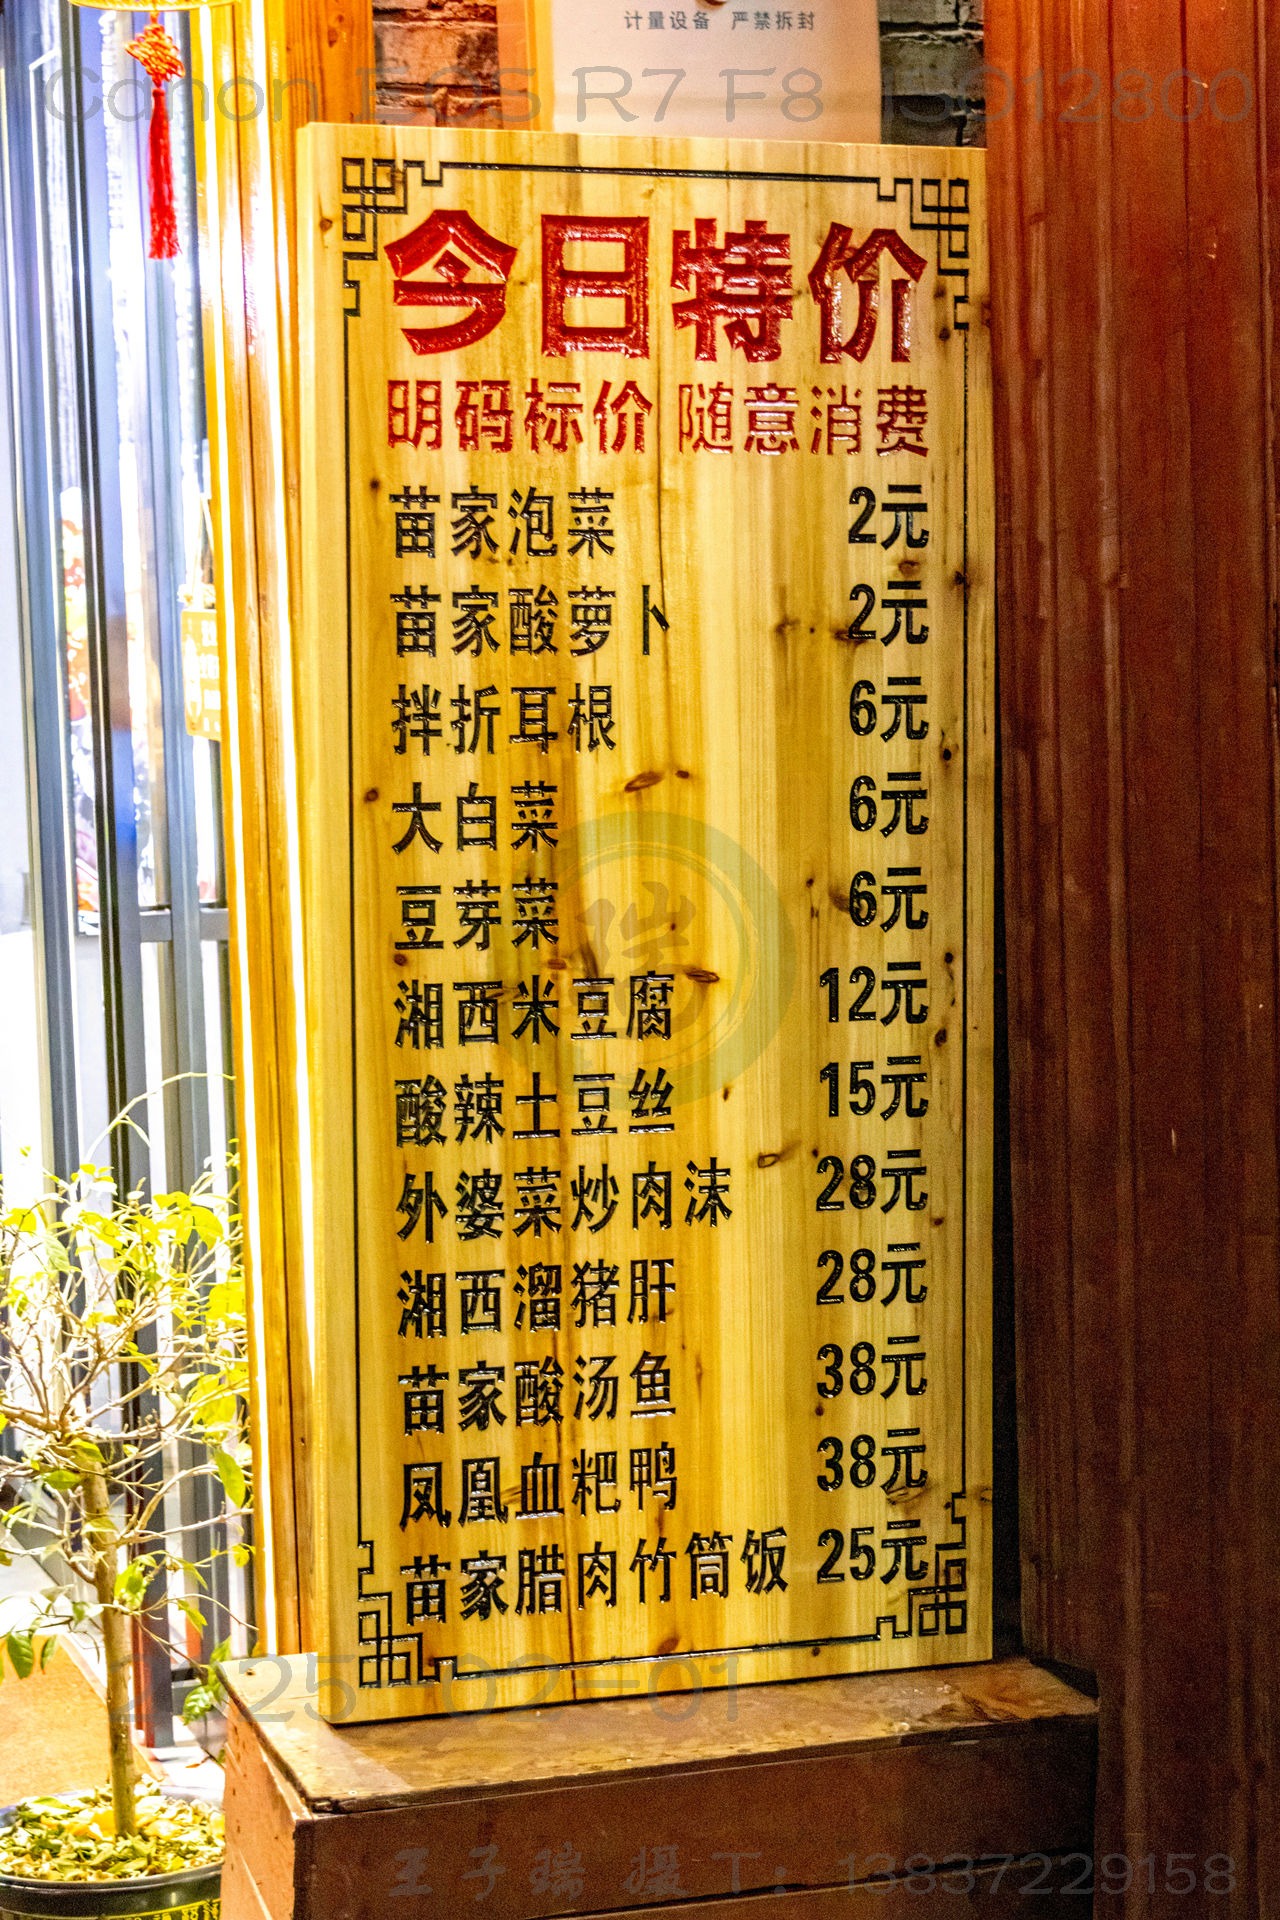 计量设备 严禁拆封
Canon EOS R7 F8 ISO12800
今日特价
明码标价 随意消费
苗家泡菜 2元
苗家酸萝卜 2元
拌折耳根 6元
大白菜 6元
豆芽菜 6元
瑞
湘西米豆腐 12元
酸辣土豆丝 15元
外婆菜炒肉沫 28元
湘西溜猪肝 28元
苗家酸汤鱼 38元
凤凰血粑鸭 38元
苗家腊肉竹筒饭 25元
2025-02-01
王子瑞 摄 T：13837229158